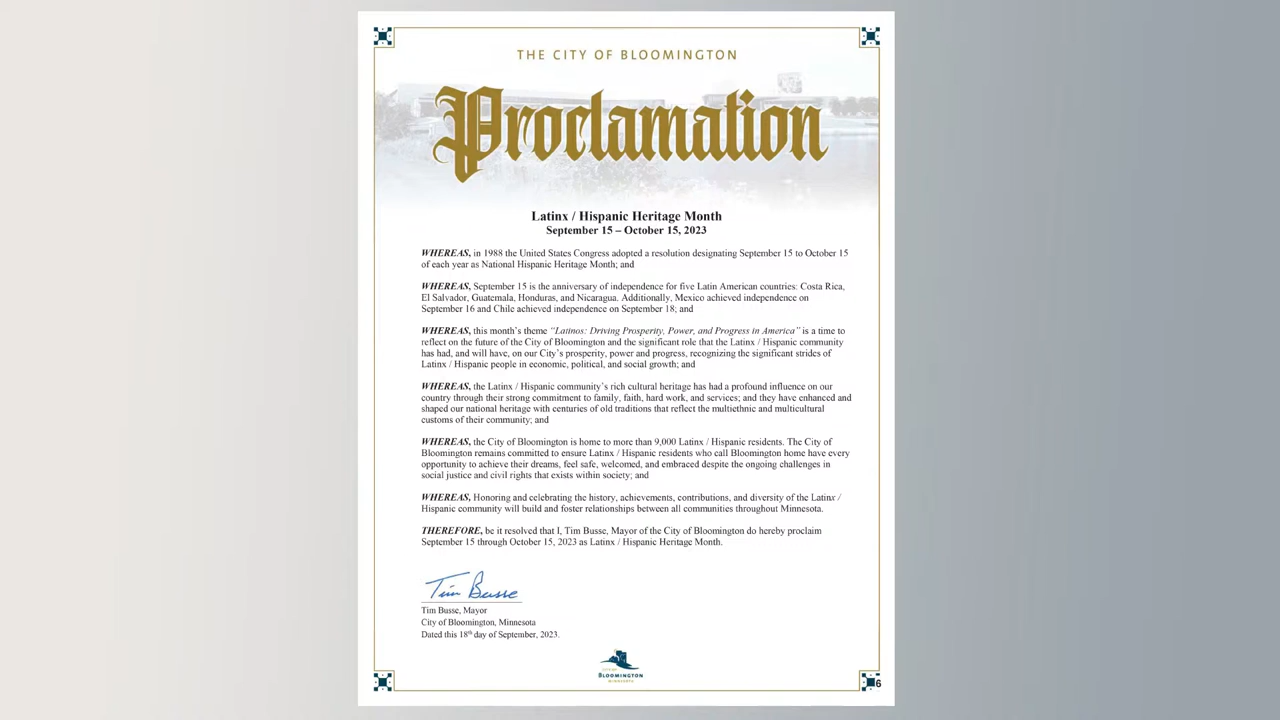 THE CITY OF BLOOMINGTON
Proclamation
Latinx / Hispanic Heritage Month
September 15 – October 15, 2023
WHEREAS, in 1988 the United States Congress adopted a resolution designating September 15 to October 15
of each year as National Hispanic Heritage Month; and
WHEREAS, September 15 is the anniversary of independence for five Latin American countries: Costa Rica,
El Salvador, Guatemala, Honduras, and Nicaragua. Additionally, Mexico achieved independence on
September 16 and Chile achieved independence on September 18; and
WHEREAS, this month's theme "Latinos: Driving Prosperity, Power, and Progress in America" is a time to
reflect on the future of the City of Bloomington and the significant role that the Latinx / Hispanic community
has had, and will have, on our City's prosperity, power and progress, recognizing the significant strides of
Latinx / Hispanic people in economic, political, and social growth; and
WHEREAS, the Latinx / Hispanic community's rich cultural heritage has had a profound influence on our
country through their strong commitment to family, faith, hard work, and services; and they have enhanced and
shaped our national heritage with centuries of old traditions that reflect the multiethnic and multicultural
customs of their community; and
WHEREAS, the City of Bloomington is home to more than 9,000 Latinx / Hispanic residents. The City of
Bloomington remains committed to ensure Latinx / Hispanic residents who call Bloomington home have every
opportunity to achieve their dreams, feel safe, welcomed, and embraced despite the ongoing challenges in
social justice and civil rights that exists within society; and
WHEREAS, Honoring and celebrating the history, achievements, contributions, and diversity of the Latinx /
Hispanic community will build and foster relationships between all communities throughout Minnesota.
THEREFORE, be it resolved that I, Tim Busse, Mayor of the City of Bloomington do hereby proclaim
September 15 through October 15, 2023 as Latinx / Hispanic Heritage Month.
Tim Busse
Tim Busse, Mayor
City of Bloomington, Minnesota
Dated this 18th day of September, 2023.
BLOOMINGTON
MINNESOTA
6